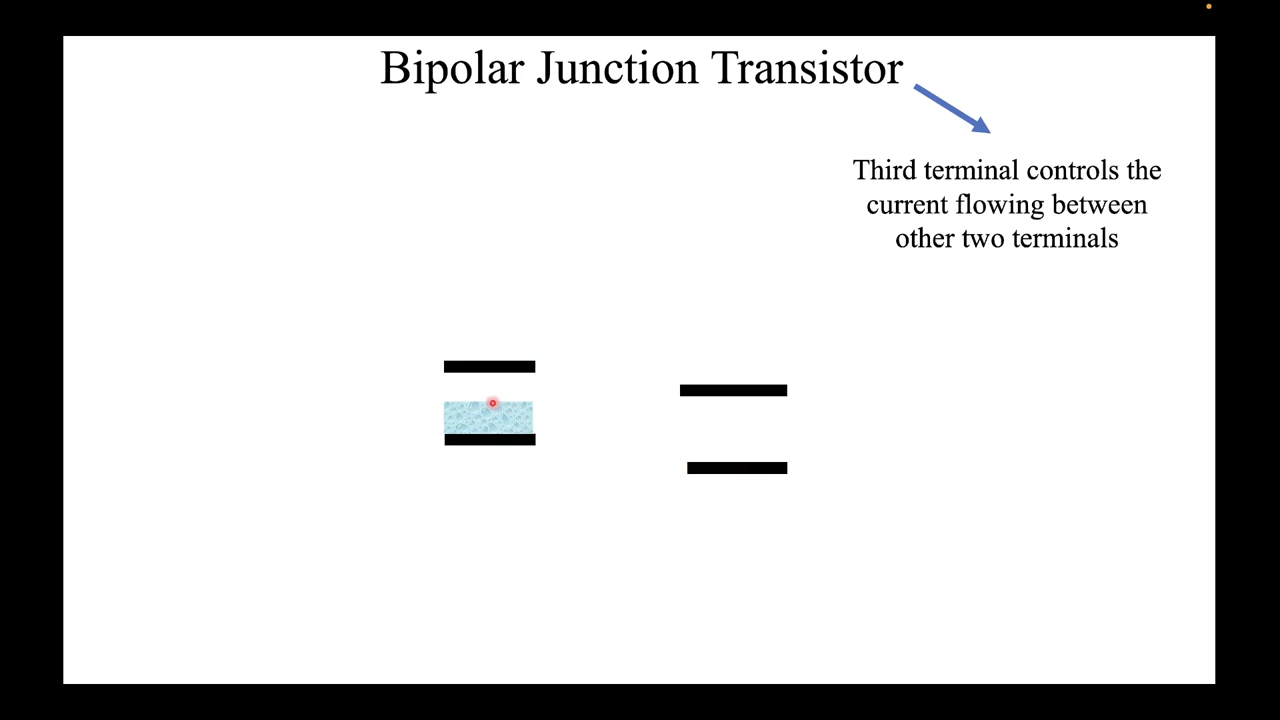 Bipolar Junction Transistor
Third terminal controls the
current flowing between
other two terminals